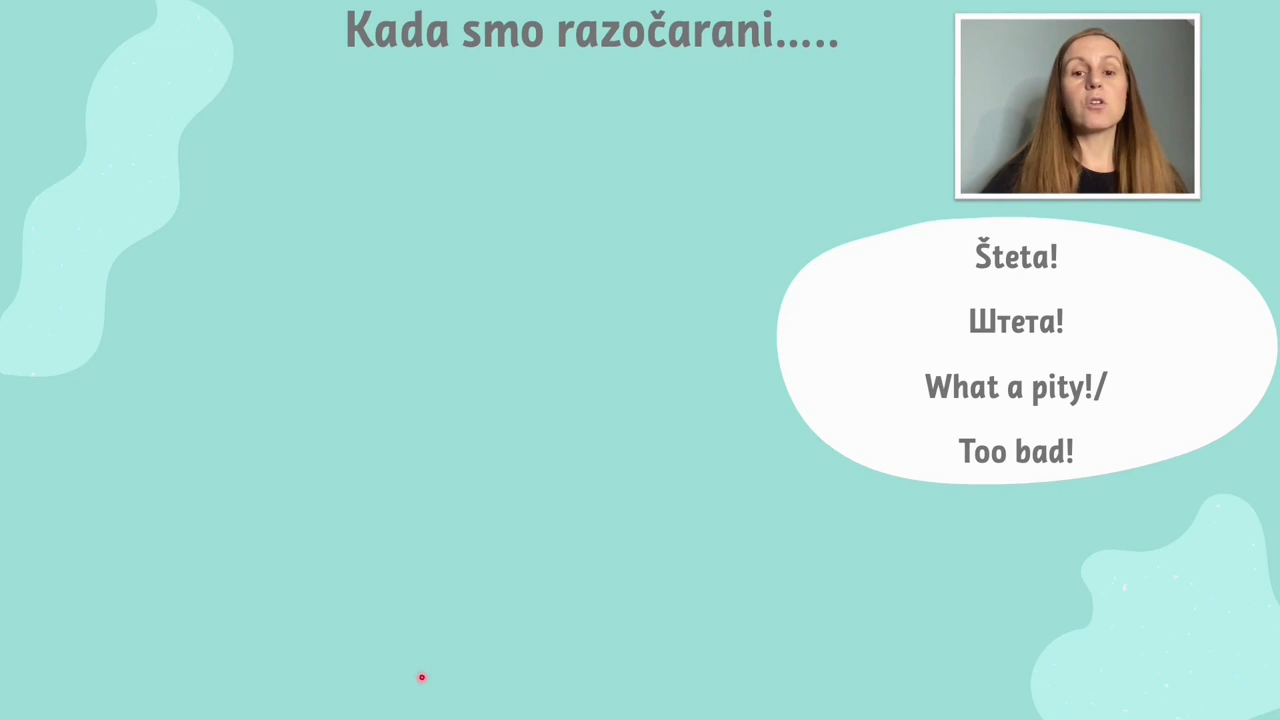 Kada smo razočarani.....
Šteta!
Штета!
What a pity!/
Too bad!